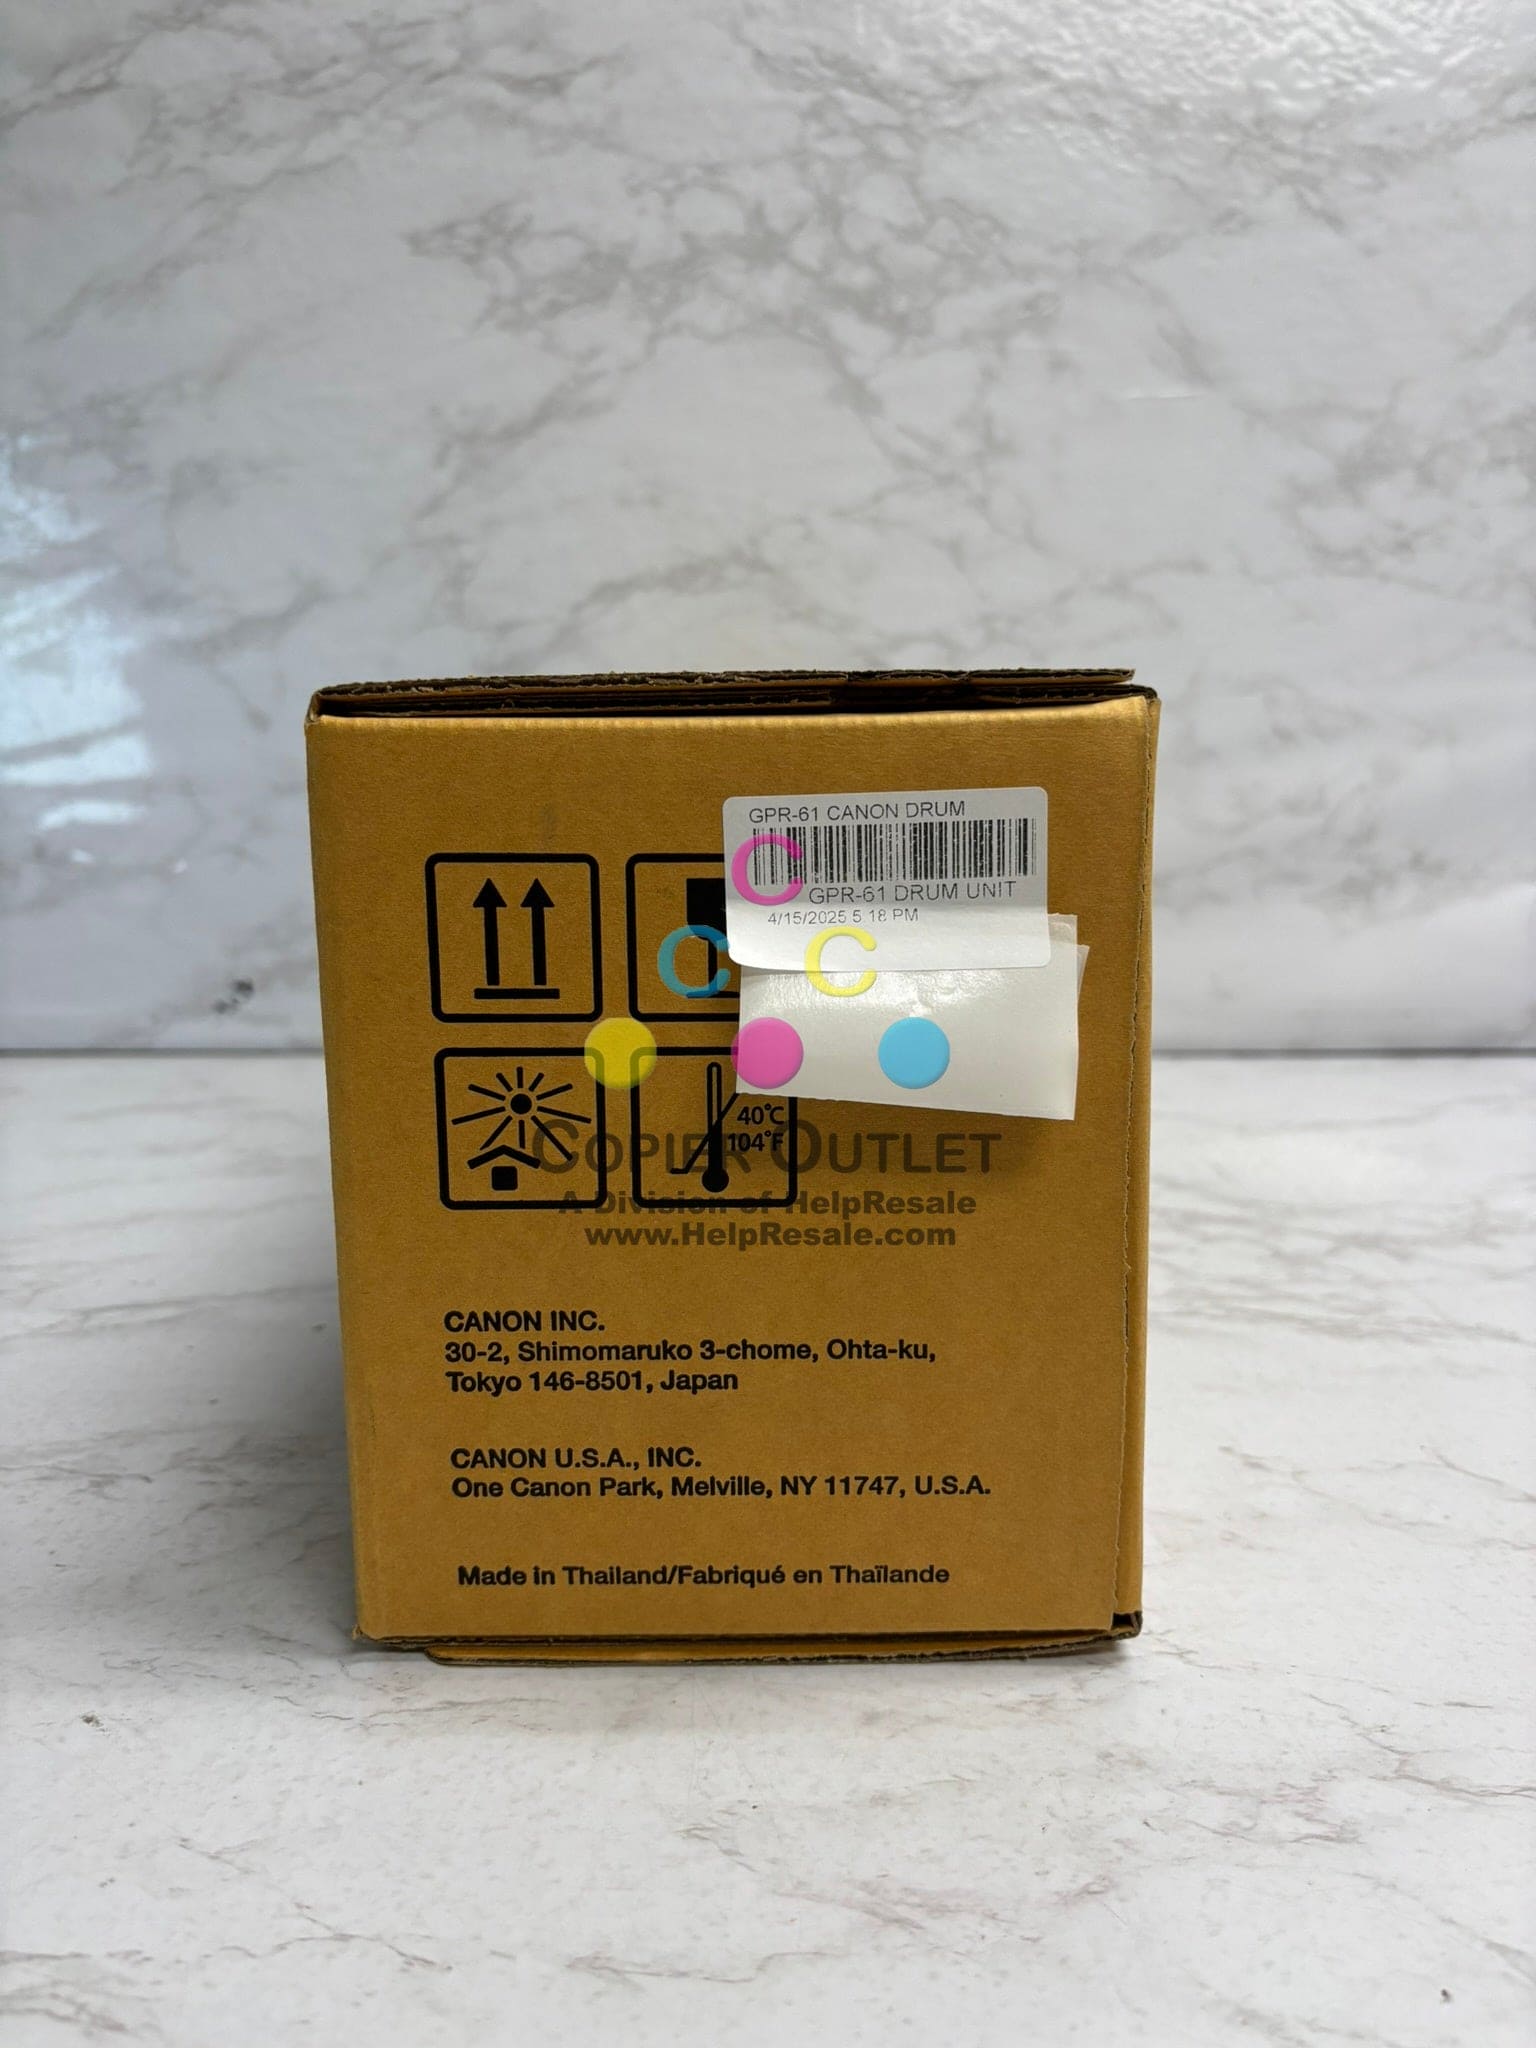 GPR-61 CANON DRUM
GPR-61 DRUM UNIT
4/15/2025 5:18 PM
C
C C
40°C
104°F
COPIER OUTLET
A Division of HelpResale
www.HelpResale.com
CANON INC.
30-2, Shimomaruko 3-chome, Ohta-ku,
Tokyo 146-8501, Japan
CANON U.S.A., INC.
One Canon Park, Melville, NY 11747, U.S.A.
Made in Thailand/Fabriqué en Thaïlande